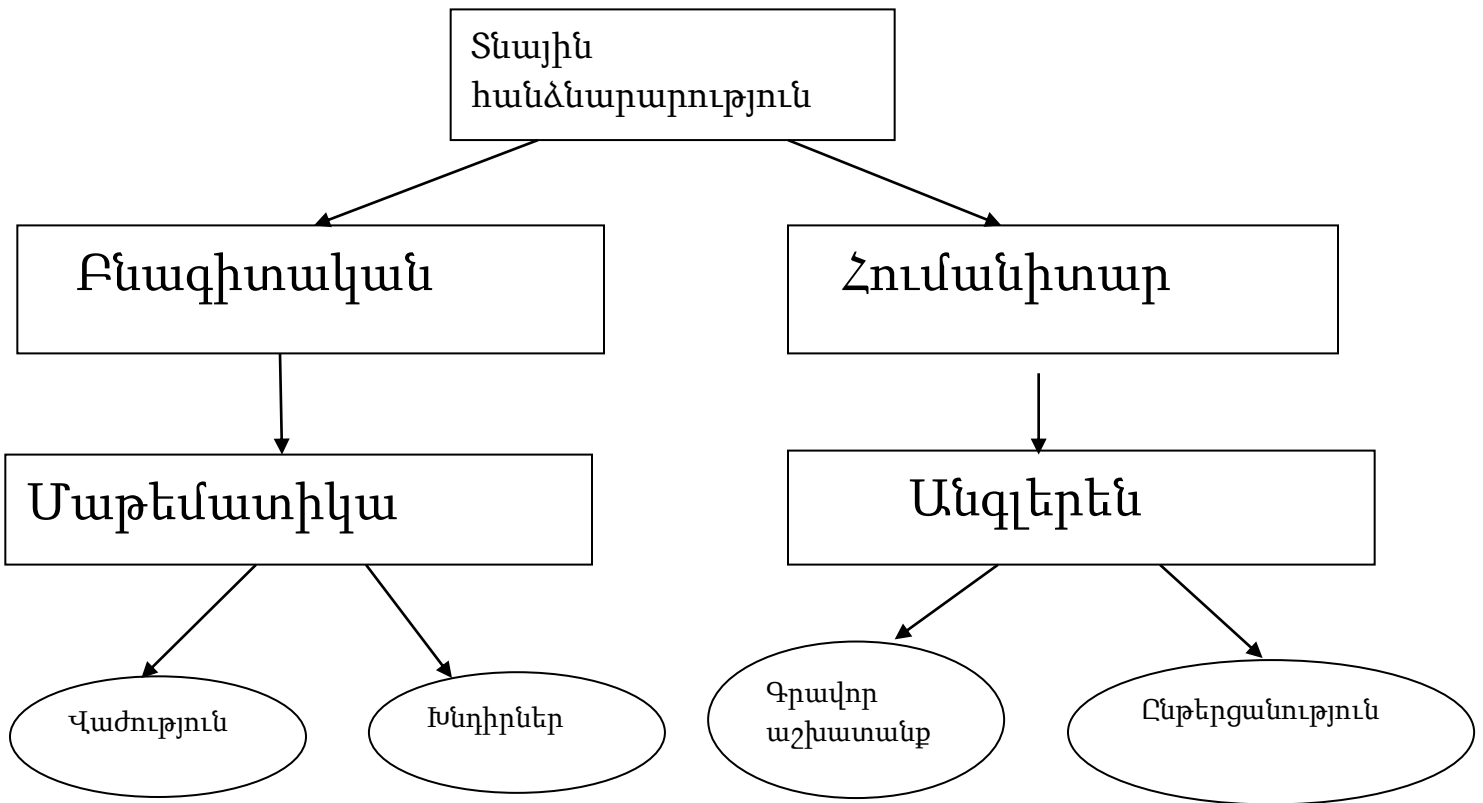 Տնային
հանձնարարություն
Բնագիտական
Հումանիտար
Մաթեմատիկա
Անգլերեն
Վաժություն
Խնդիրներ
Գրավոր
աշխատանք
Ընթերցանություն